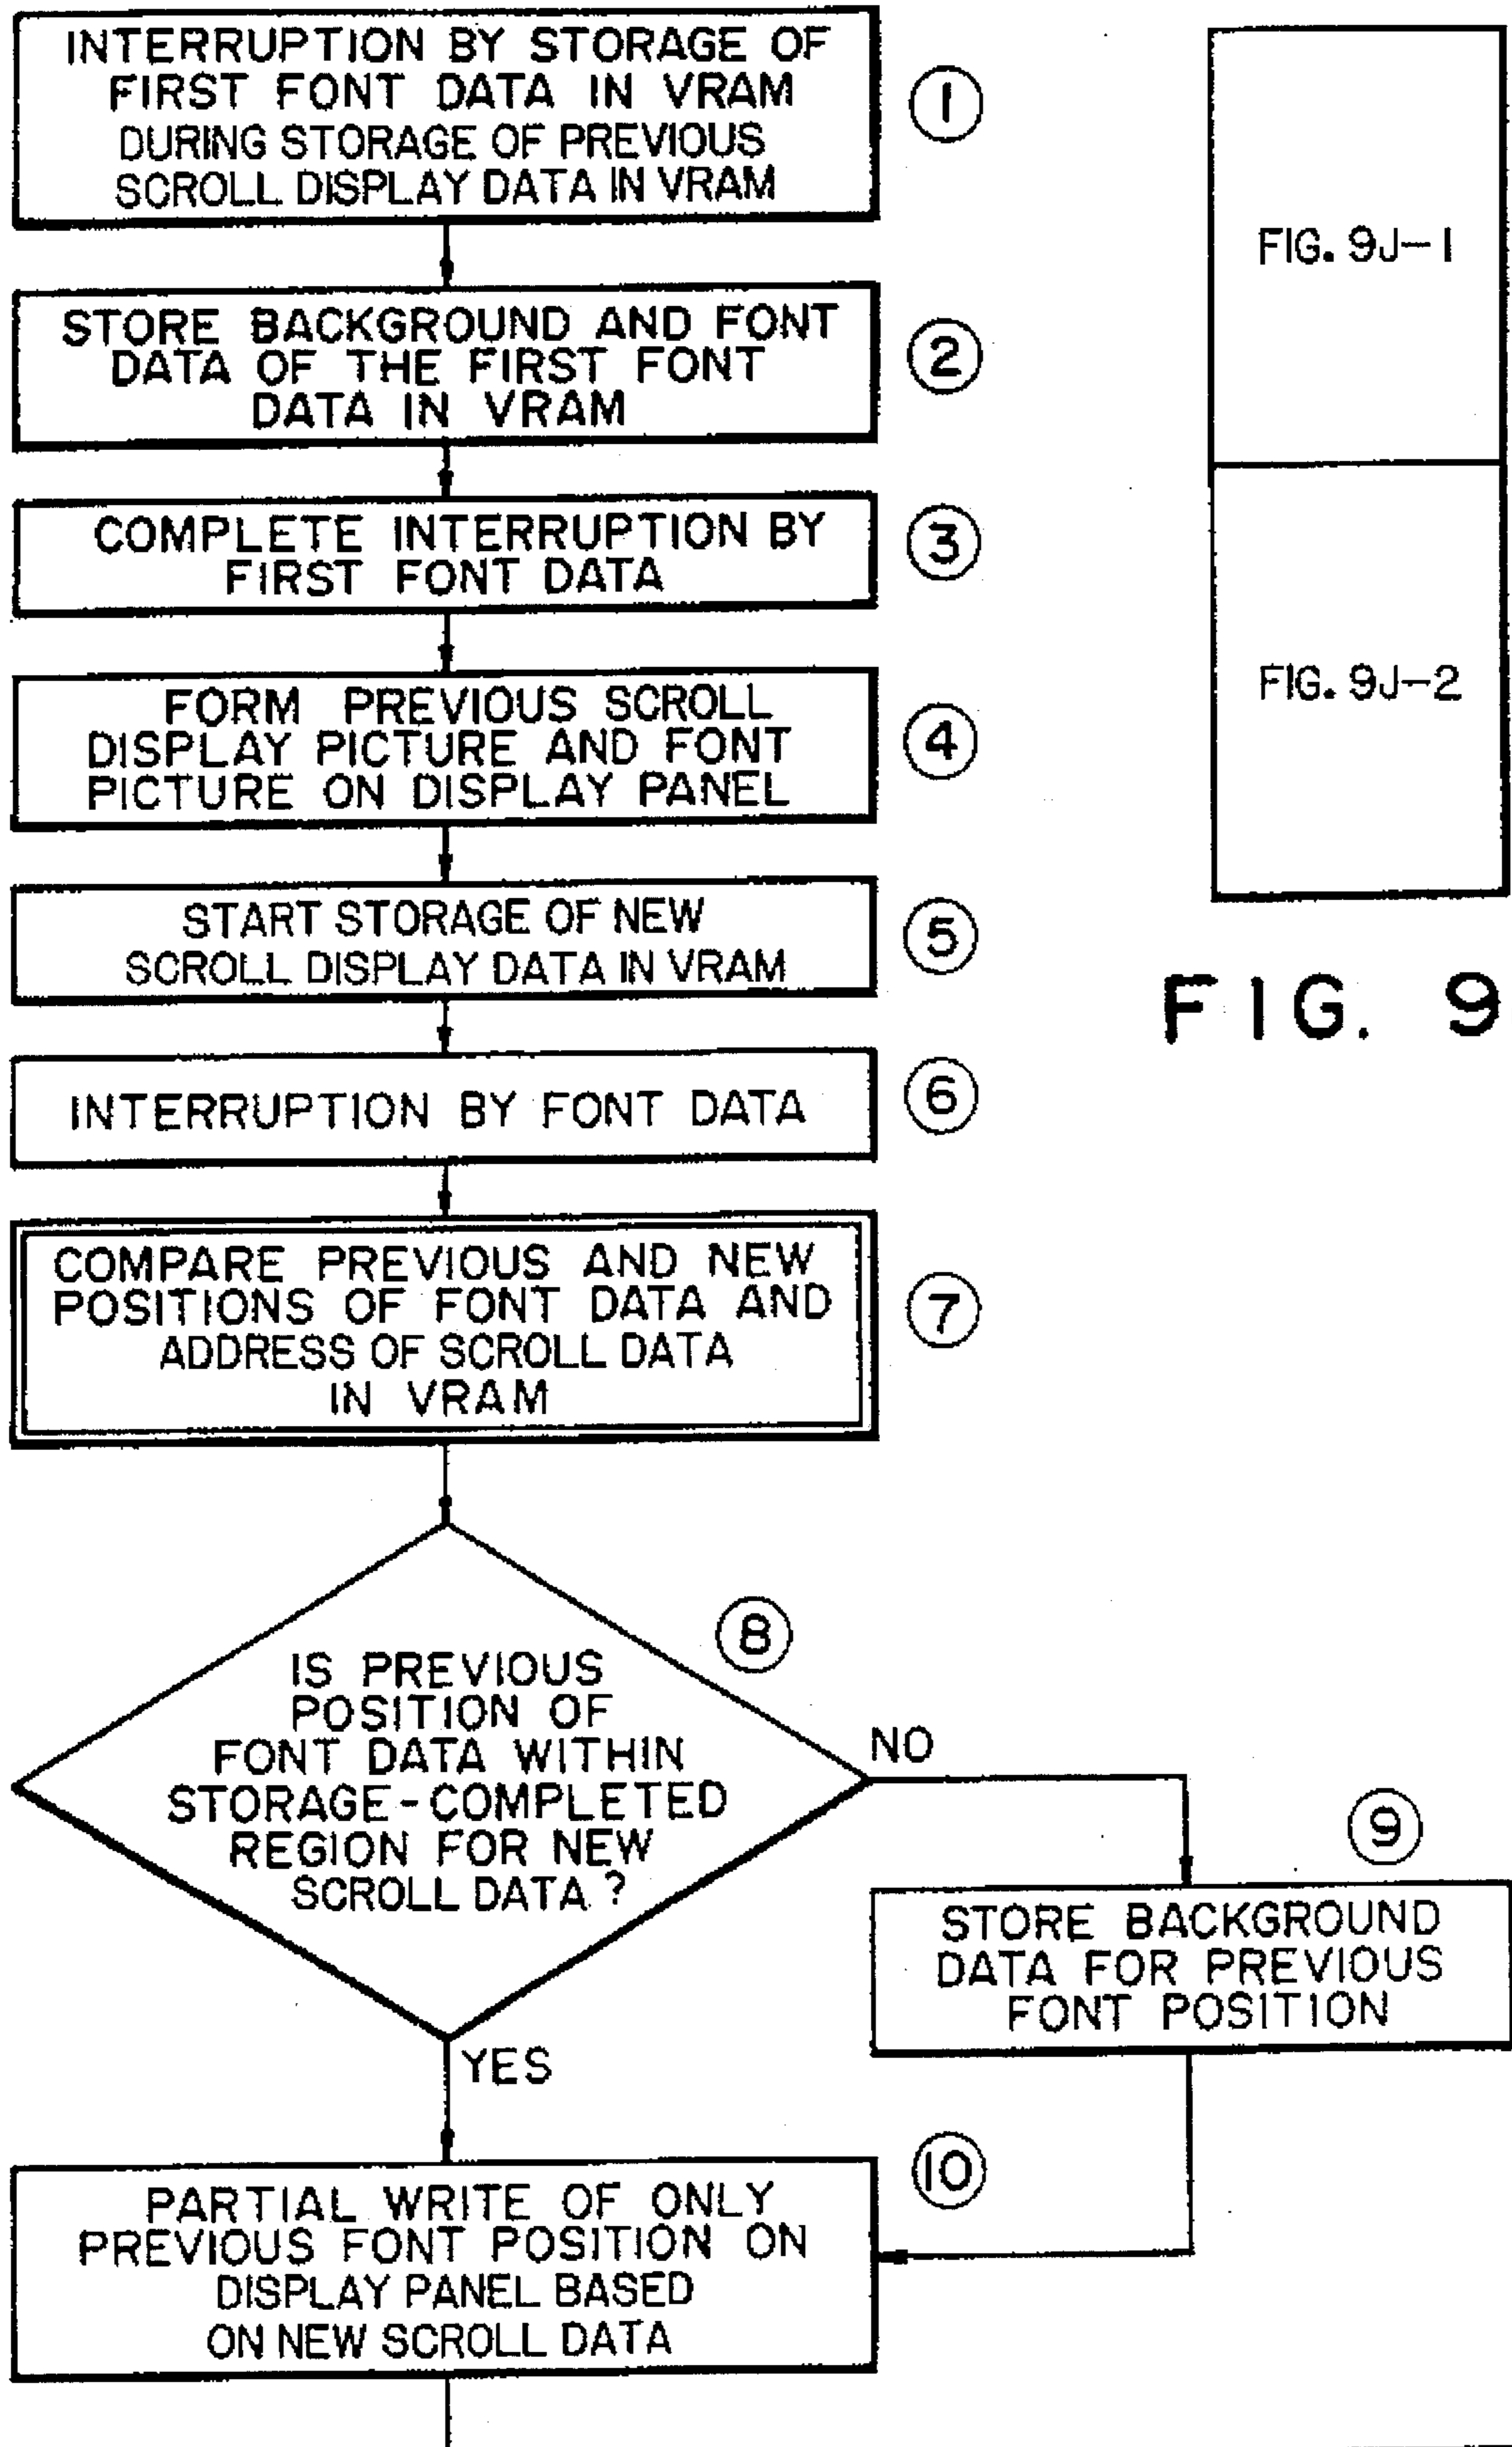 INTERRUPTION BY STORAGE OF
FIRST FONT DATA IN VRAM
DURING STORAGE OF PREVIOUS
SCROLL DISPLAY DATA IN VRAM
①
STORE BACKGROUND AND FONT
DATA OF THE FIRST FONT
DATA IN VRAM
②
COMPLETE INTERRUPTION BY
FIRST FONT DATA
③
FORM PREVIOUS SCROLL
DISPLAY PICTURE AND FONT
PICTURE ON DISPLAY PANEL
④
START STORAGE OF NEW
SCROLL DISPLAY DATA IN VRAM
⑤
INTERRUPTION BY FONT DATA
⑥
COMPARE PREVIOUS AND NEW
POSITIONS OF FONT DATA AND
ADDRESS OF SCROLL DATA
IN VRAM
⑦
IS PREVIOUS
POSITION OF
FONT DATA WITHIN
STORAGE-COMPLETED
REGION FOR NEW
SCROLL DATA?
⑧
NO
YES
⑨
STORE BACKGROUND
DATA FOR PREVIOUS
FONT POSITION
⑩
PARTIAL WRITE OF ONLY
PREVIOUS FONT POSITION ON
DISPLAY PANEL BASED
ON NEW SCROLL DATA
FIG. 9J-1
FIG. 9J-2
FIG. 9